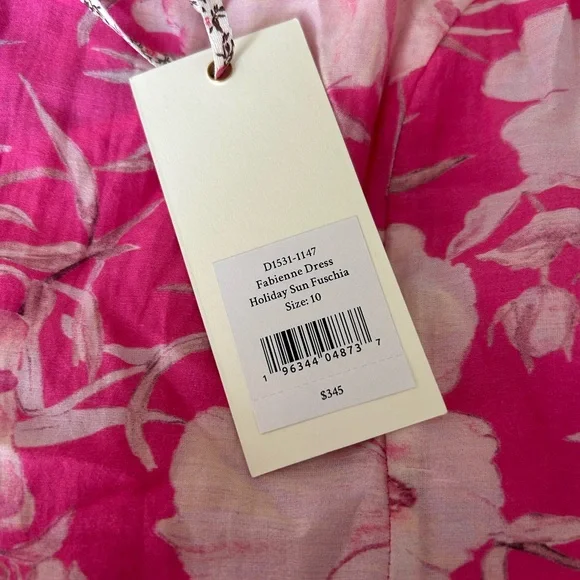 D1531-1147
Fabienne Dress
Holiday Sun Fuschia
Size: 10
1 96344 04873 7
$345